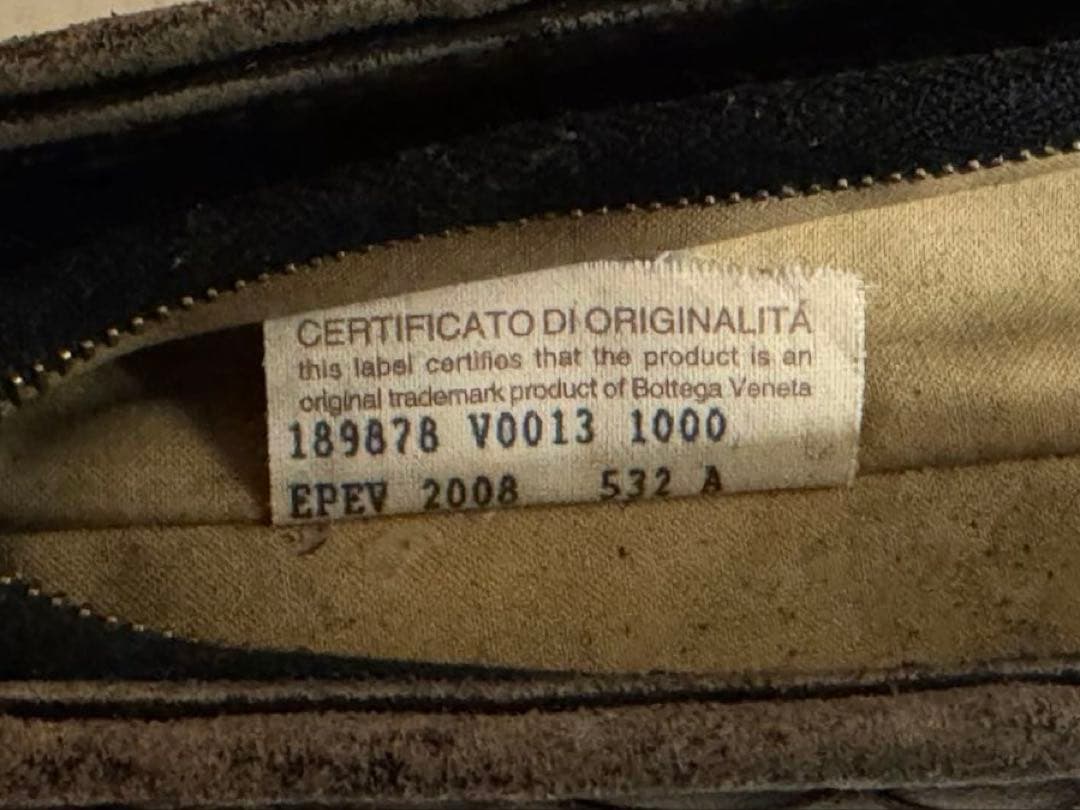 CERTIFICATO DI ORIGINALITÁ
this label certifies that the product is an
original trademark product of Bottega Veneta
189878 V0013 1000
EPEV 2008 532 A